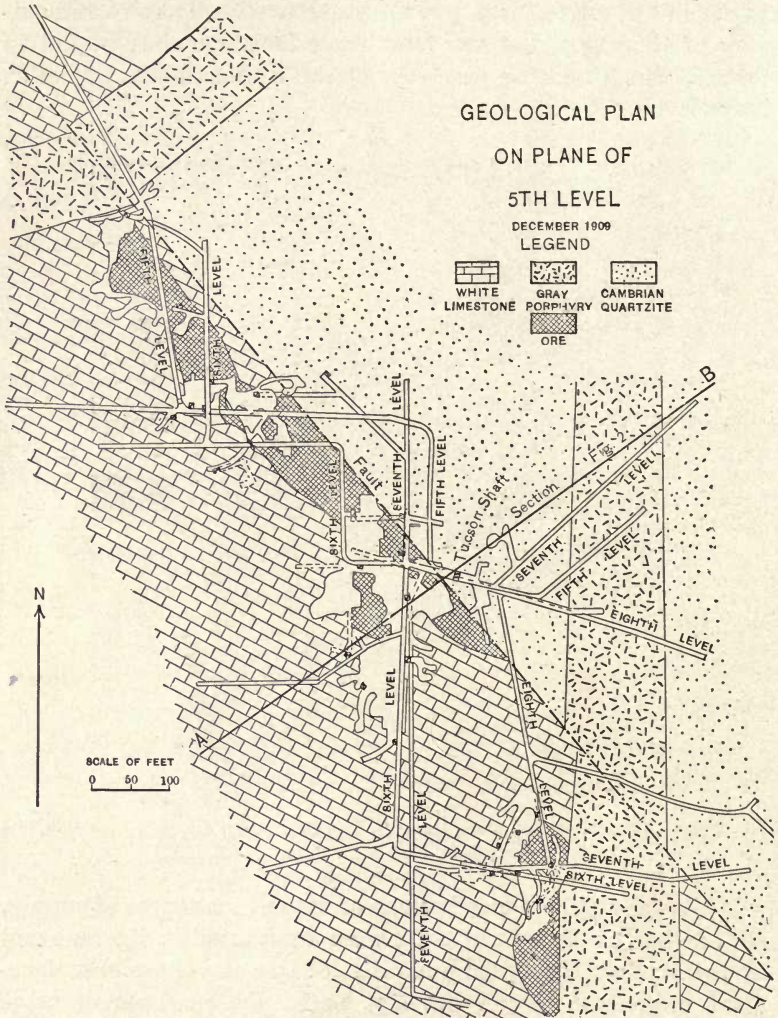 GEOLOGICAL PLAN
ON PLANE OF
5TH LEVEL
DECEMBER 1909
LEGEND
WHITE LIMESTONE
GRAY PORPHYRY
CAMBRIAN QUARTZITE
ORE
FIFTH LEVEL
SIXTH LEVEL
SEVENTH LEVEL
FIFTH LEVEL
SIXTH LEVEL
Fault
Tucson Shaft
Section Fig. 2
B
SEVENTH LEVEL
FIFTH LEVEL
EIGHTH LEVEL
N
A
SCALE OF FEET
0 50 100
LEVEL
SIXTH LEVEL
SEVENTH
EIGHTH LEVEL
SEVENTH LEVEL
SIXTH LEVEL